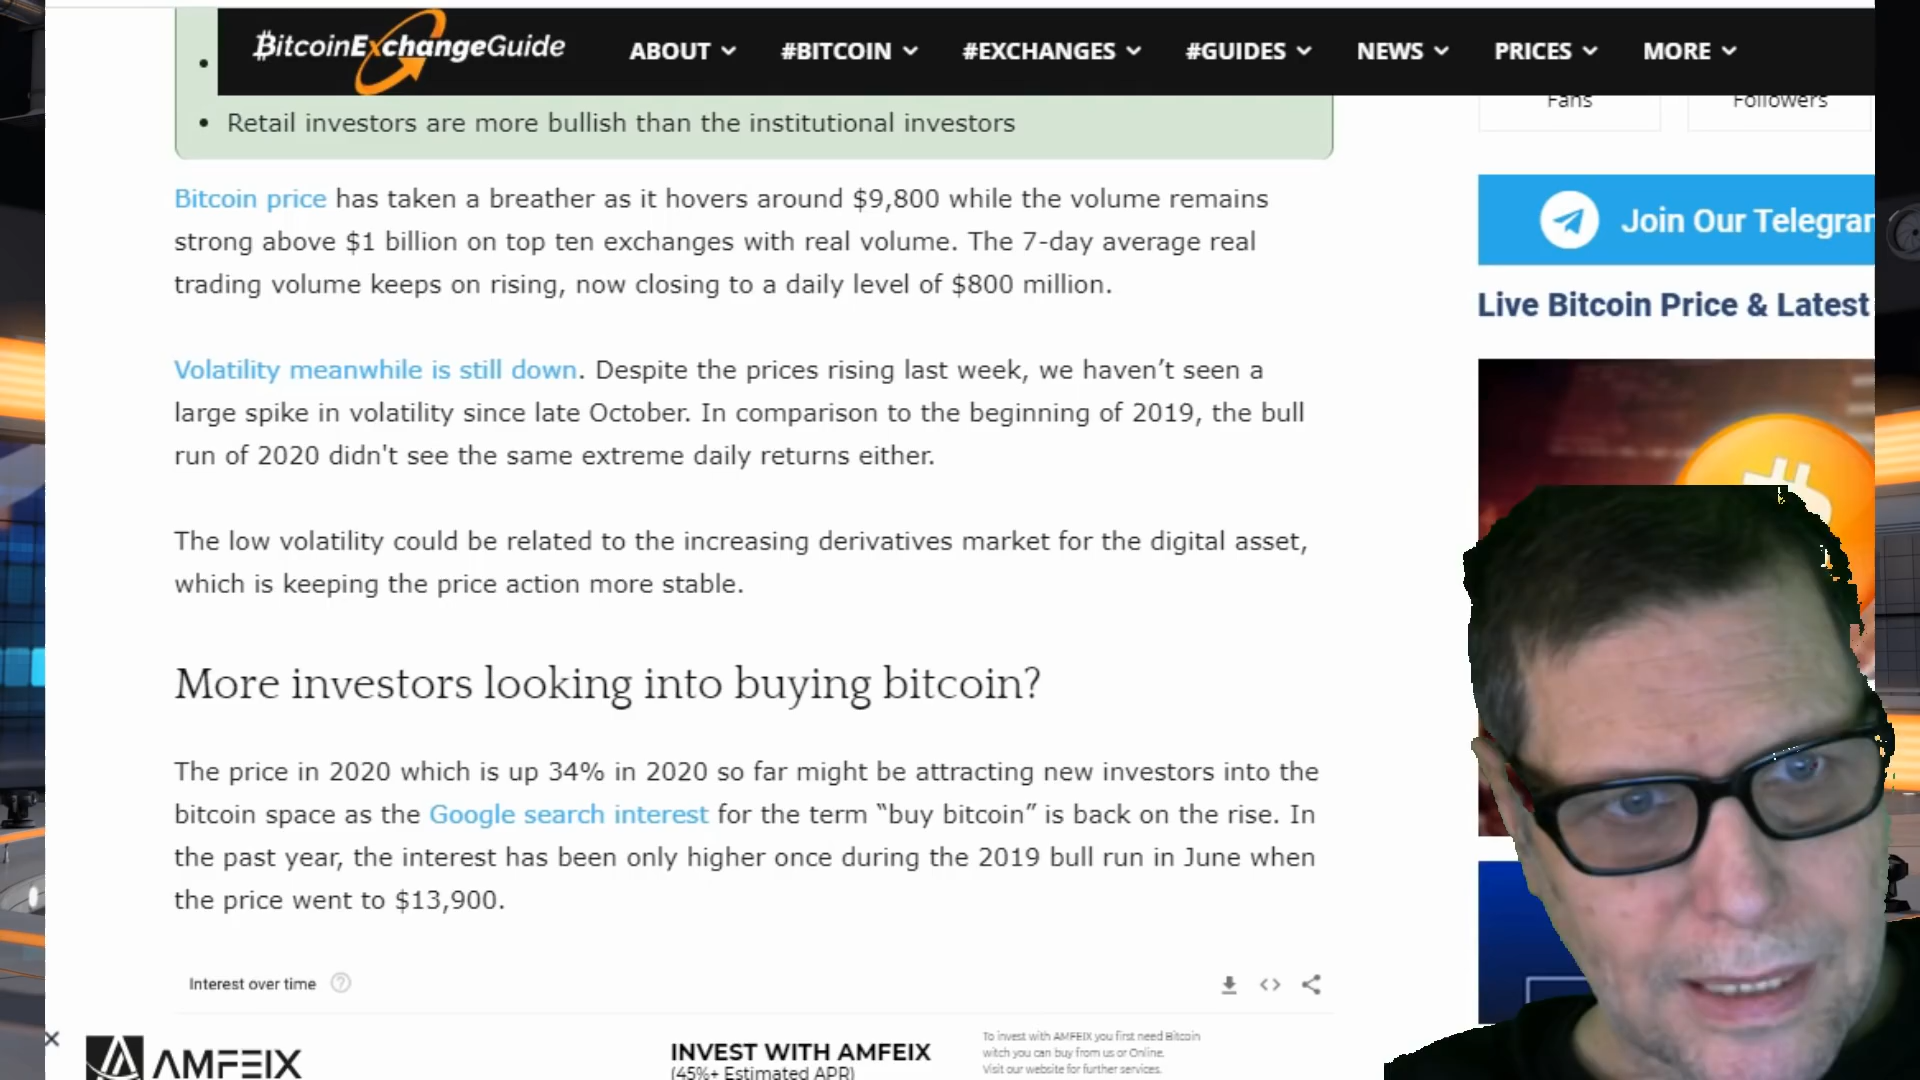 BitcoinExchangeGuide
ABOUT #BITCOIN #EXCHANGES #GUIDES NEWS PRICES MORE
Fans Followers
• Retail investors are more bullish than the institutional investors
Bitcoin price has taken a breather as it hovers around $9,800 while the volume remains
strong above $1 billion on top ten exchanges with real volume. The 7-day average real
trading volume keeps on rising, now closing to a daily level of $800 million.
Join Our Telegram
Live Bitcoin Price & Latest
Volatility meanwhile is still down. Despite the prices rising last week, we haven’t seen a
large spike in volatility since late October. In comparison to the beginning of 2019, the bull
run of 2020 didn't see the same extreme daily returns either.
The low volatility could be related to the increasing derivatives market for the digital asset,
which is keeping the price action more stable.
More investors looking into buying bitcoin?
The price in 2020 which is up 34% in 2020 so far might be attracting new investors into the
bitcoin space as the Google search interest for the term “buy bitcoin” is back on the rise. In
the past year, the interest has been only higher once during the 2019 bull run in June when
the price went to $13,900.
Interest over time
AMFEIX
INVEST WITH AMFEIX
(45%+ Estimated APR)
To invest with AMFEIX you first need Bitcoin
witch you can buy from us or Online.
Visit our website for further services.